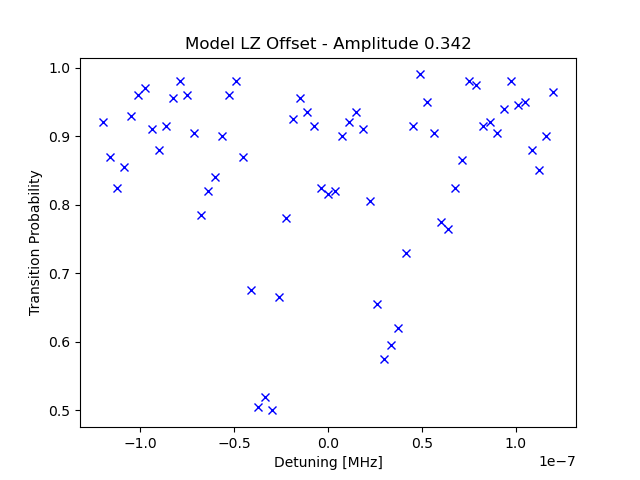 Model LZ Offset - Amplitude 0.342
Transition Probability
1.0
0.9
0.8
0.7
0.6
0.5
−1.0 −0.5 0.0 0.5 1.0
1e−7
Detuning [MHz]